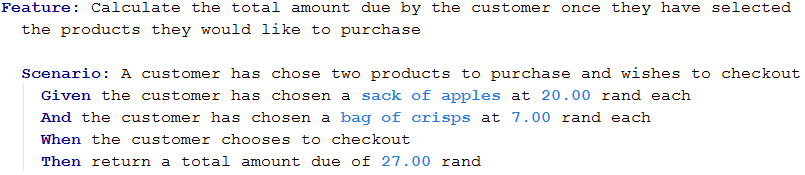 Feature: Calculate the total amount due by the customer once they have selected
the products they would like to purchase
Scenario: A customer has chose two products to purchase and wishes to checkout
Given the customer has chosen a sack of apples at 20.00 rand each
And the customer has chosen a bag of crisps at 7.00 rand each
When the customer chooses to checkout
Then return a total amount due of 27.00 rand